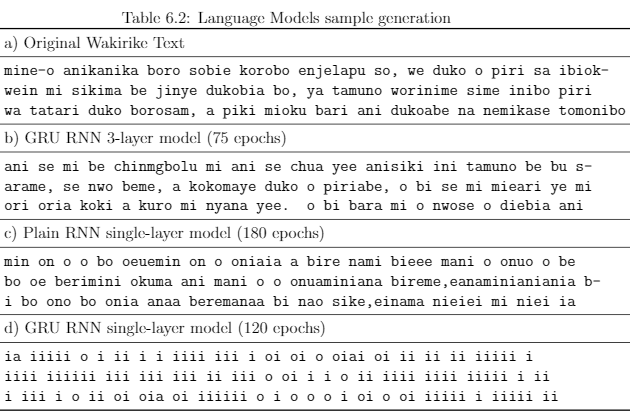 Table 6.2: Language Models sample generation
a) Original Wakirike Text
mine-o anikanika boro sobie korobo enjelapu so, we duko o piri sa ibiok-
wein mi sikima be jinye dukobia bo, ya tamuno worinime sime inibo piri
wa tatari duko borosam, a piki mioku bari ani dukoabe na nemikase tomonibo
b) GRU RNN 3-layer model (75 epochs)
ani se mi be chinmgbolu mi ani se chua yee anisiki ini tamuno be bu s-
arame, se nwo beme, a kokomaye duko o piriabe, o bi se mi mieari ye mi
ori oria koki a kuro mi nyana yee.  o bi bara mi o nwose o diebia ani
c) Plain RNN single-layer model (180 epochs)
min on o o bo oeuemin on o oniaia a bire nami bieee mani o onuo o be
bo oe berimini okuma ani mani o o onuaminiana bireme,eanaminianiania b-
i bo ono bo onia anaa beremanaa bi nao sike,einama nieiei mi niei ia
d) GRU RNN single-layer model (120 epochs)
ia iiiii o i ii i i iiii iii i oi oi o oiai oi ii ii ii iiiii i
iiii iiiiii iii iii iii ii iii o oi i i o ii iiii iiii iiiii i ii
i iii i o ii oi oia oi iiiiii o i o o o i oi o oi iiiii i iiiii ii